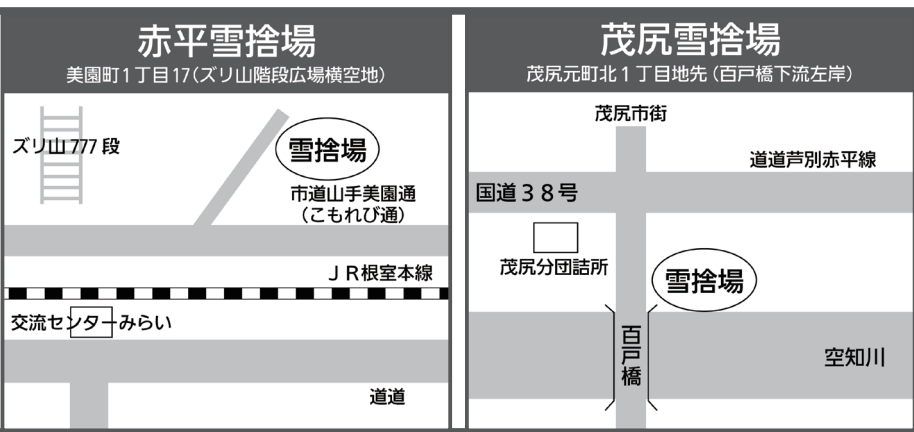 赤平雪捨場
美園町1丁目17(ズリ山階段広場横空地)
ズリ山777段
雪捨場
市道山手美園通
(こもれび通)
JR根室本線
交流センターみらい
道道
茂尻雪捨場
茂尻元町北1丁目地先(百戸橋下流左岸)
茂尻市街
道道芦別赤平線
国道38号
茂尻分団詰所
雪捨場
百戸橋
空知川